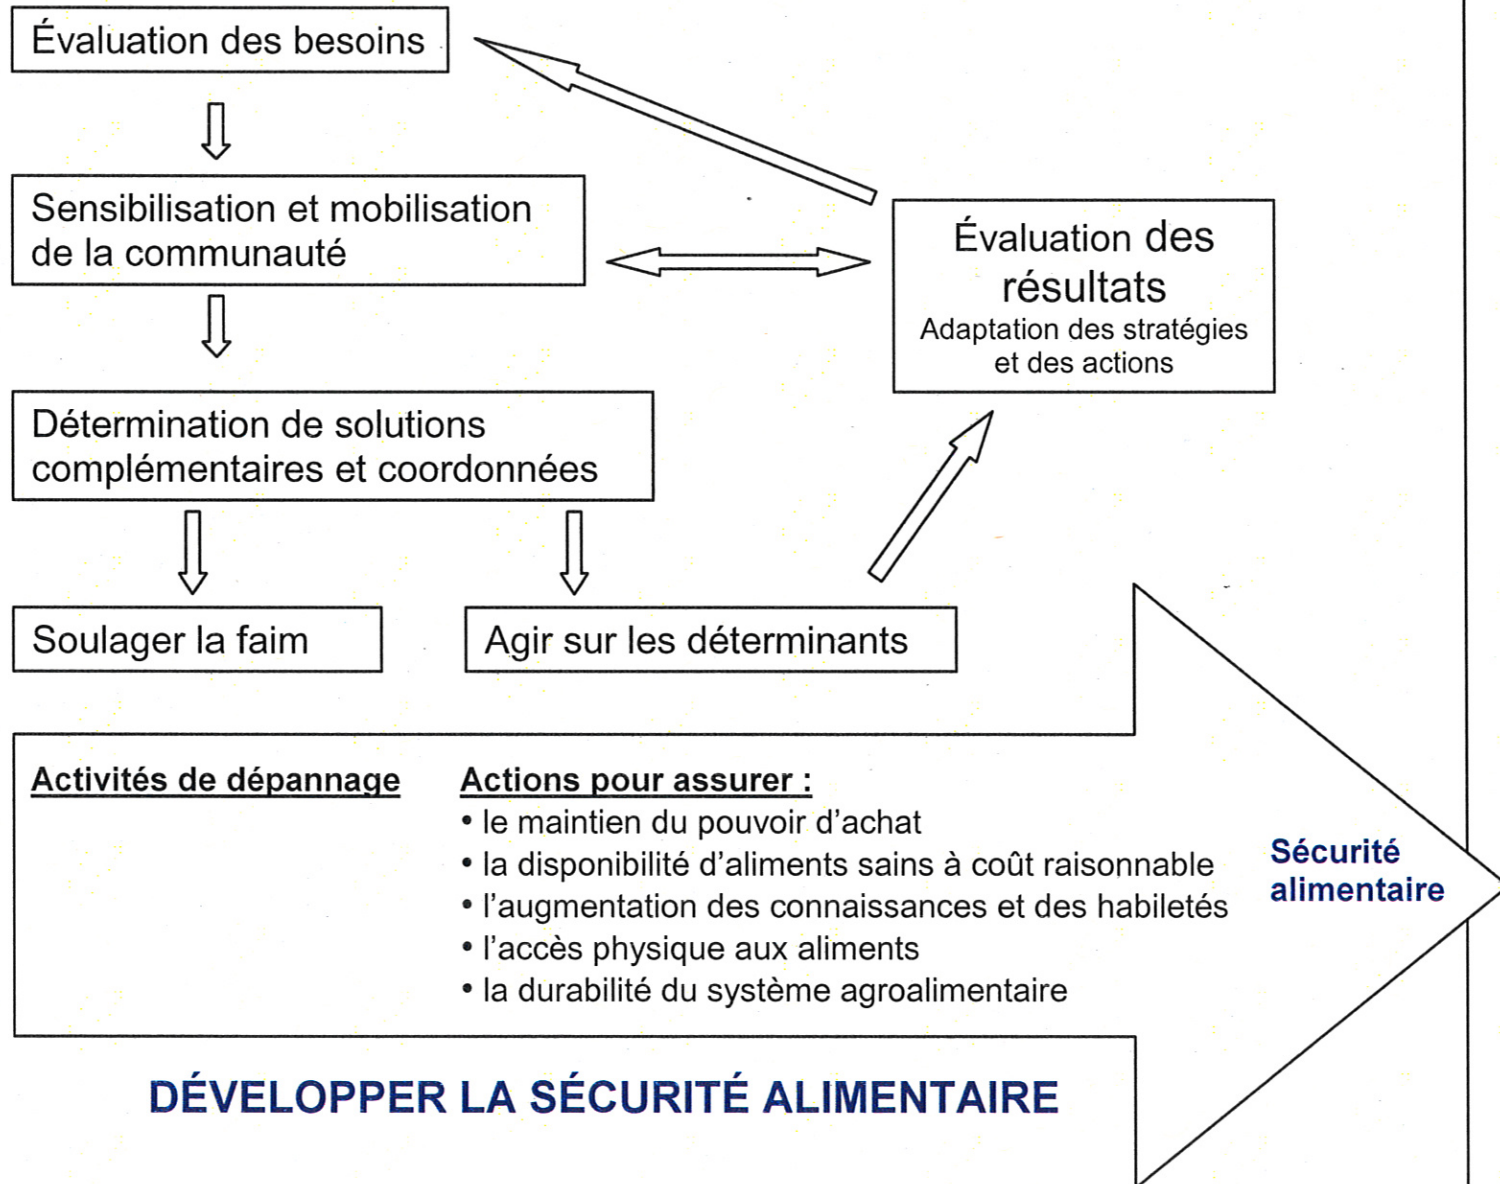 Évaluation des besoins
Sensibilisation et mobilisation
de la communauté
Évaluation des
résultats
Adaptation des stratégies
et des actions
Détermination de solutions
complémentaires et coordonnées
Soulager la faim
Agir sur les déterminants
Activités de dépannage
Actions pour assurer :
• le maintien du pouvoir d'achat
• la disponibilité d'aliments sains à coût raisonnable
• l'augmentation des connaissances et des habiletés
• l'accès physique aux aliments
• la durabilité du système agroalimentaire
Sécurité
alimentaire
DÉVELOPPER LA SÉCURITÉ ALIMENTAIRE